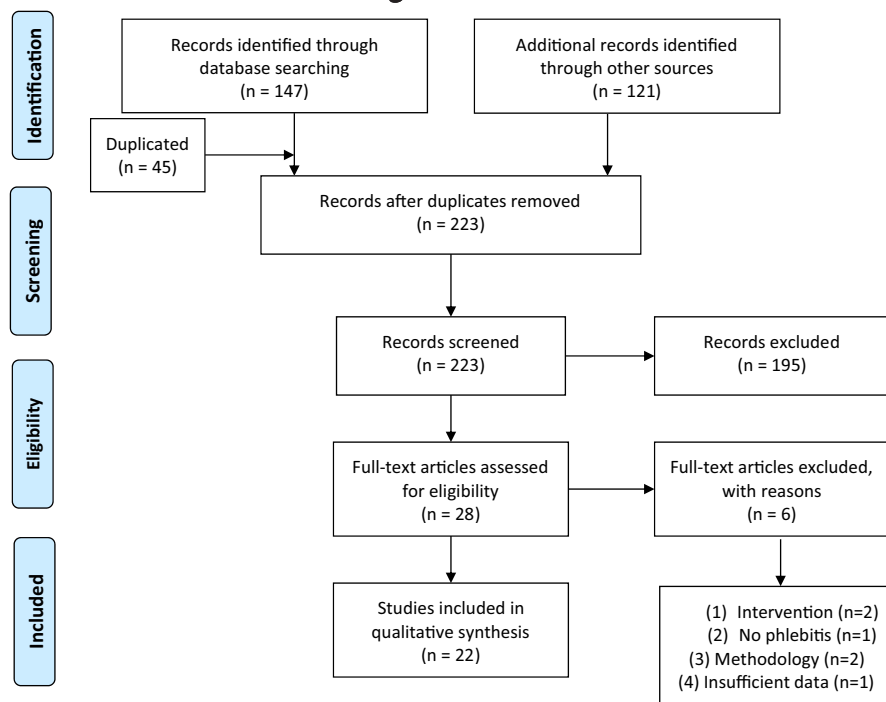 Identification
Records identified through
database searching
(n = 147)
Additional records identified
through other sources
(n = 121)
Duplicated
(n = 45)
Screening
Records after duplicates removed
(n = 223)
Records screened
(n = 223)
Records excluded
(n = 195)
Eligibility
Full-text articles assessed
for eligibility
(n = 28)
Full-text articles excluded,
with reasons
(n = 6)
Included
Studies included in
qualitative synthesis
(n = 22)
(1) Intervention (n=2)
(2) No phlebitis (n=1)
(3) Methodology (n=2)
(4) Insufficient data (n=1)